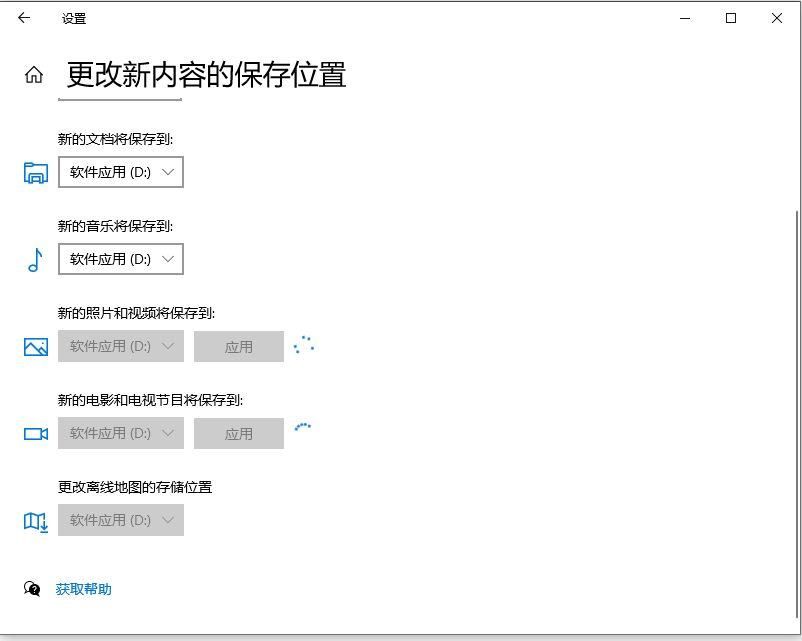 设置
更改新内容的保存位置
新的文档将保存到:
软件应用 (D:)
新的音乐将保存到:
软件应用 (D:)
新的照片和视频将保存到:
软件应用 (D:) 应用
新的电影和电视节目将保存到:
软件应用 (D:) 应用
更改离线地图的存储位置
软件应用 (D:)
获取帮助